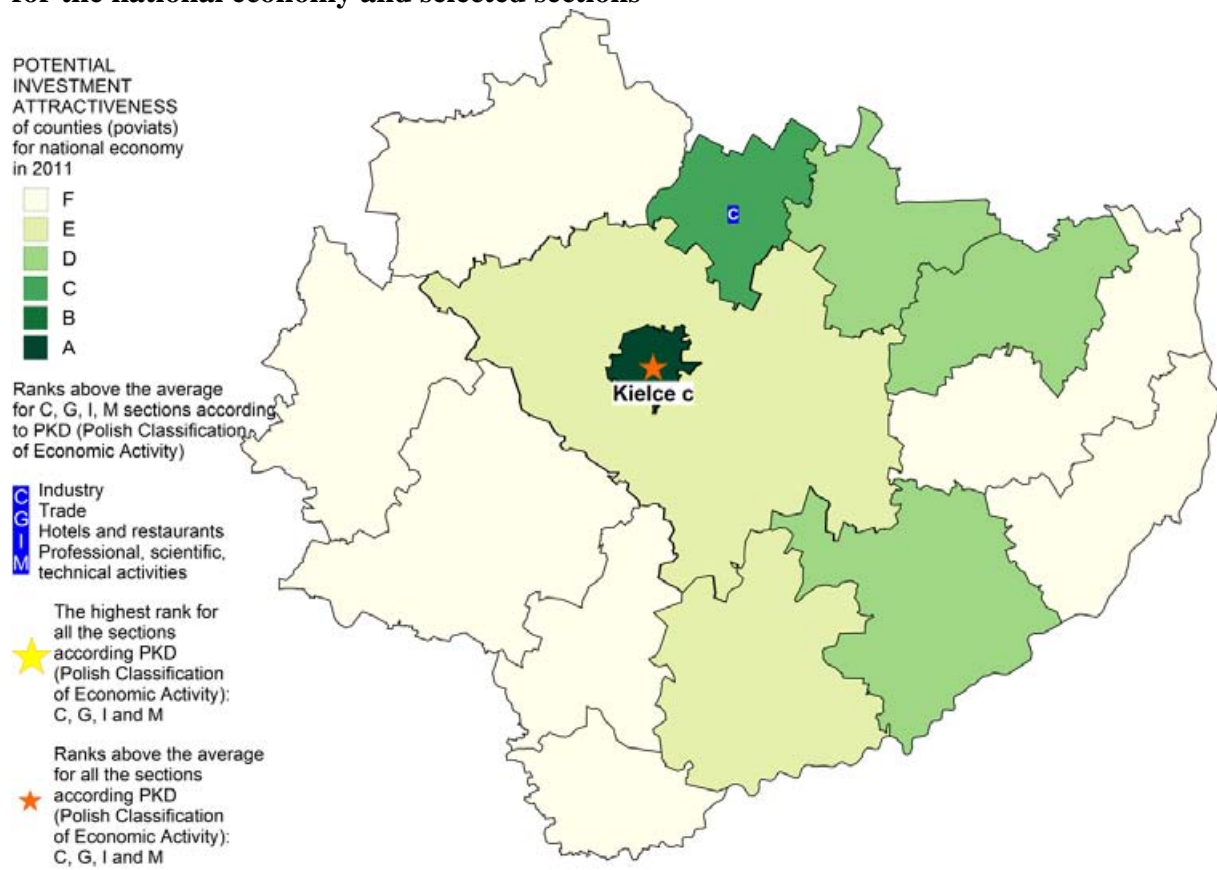 for the national economy and selected sections
POTENTIAL
INVESTMENT
ATTRACTIVENESS
of counties (poviats)
for national economy
in 2011
F
E
D
C
B
A
Ranks above the average
for C, G, I, M sections according
to PKD (Polish Classification
of Economic Activity)
C Industry
G Trade
I Hotels and restaurants
M Professional, scientific,
technical activities
The highest rank for
all the sections
according PKD
(Polish Classification
of Economic Activity):
C, G, I and M
Ranks above the average
for all the sections
according PKD
(Polish Classification
of Economic Activity):
C, G, I and M
C
Kielce c
r